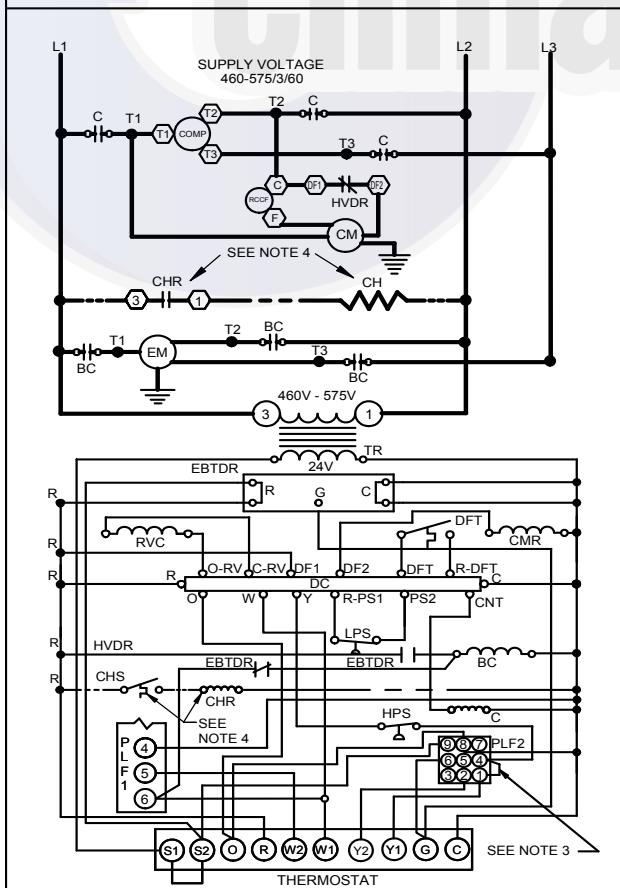 L1 L2 L3
SUPPLY VOLTAGE
460-575/3/60
C T1 T1 COMP T2 T2 C
T3 T3 C
C DF1 DF2
HVDR
RCCF
F CM
SEE NOTE 4
CHR CH
3 1
T1 T2 BC
EM T3
BC BC
460V - 575V
3 1
TR
24V
EBTDR
R G C
R
RVC DFT CMR
R
O-RV C-RV DF1 DF2 DFT R-DFT
R R DC C
O W Y R-PS1 PS2 CNT
LPS
R HVDR
EBTDR EBTDR BC
R CHS
CHR C
SEE
NOTE 4
HPS
PLF1
4
5
6
9 8 7 PLF2
6 5 4
3 2 1
S1 S2 O R W2 W1 Y2 Y1 G C
SEE NOTE 3
THERMOSTAT